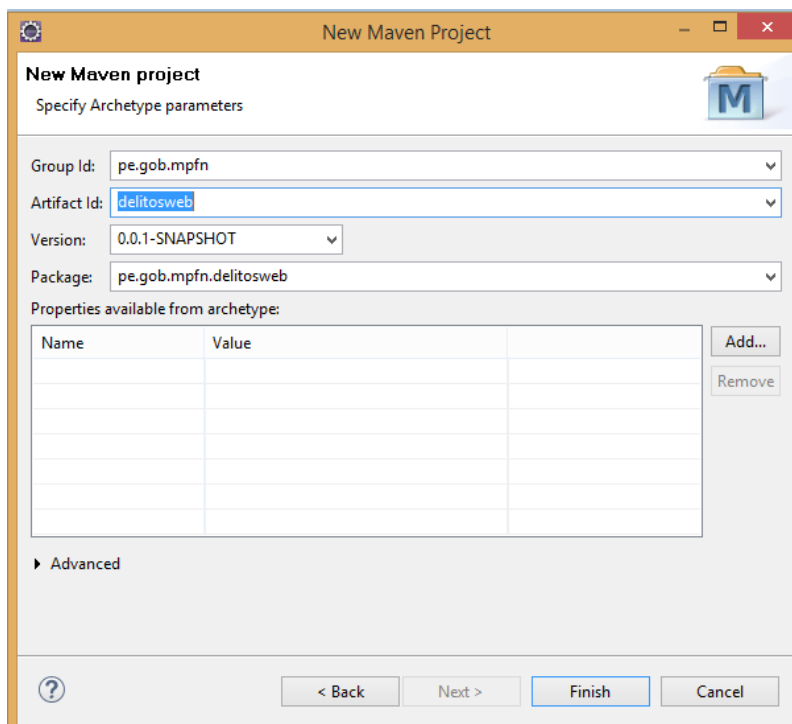 New Maven Project
New Maven project
Specify Archetype parameters
M
Group Id: pe.gob.mpfn
Artifact Id: delitosweb
Version: 0.0.1-SNAPSHOT
Package: pe.gob.mpfn.delitosweb
Properties available from archetype:
Name Value
Add...
Remove
Advanced
? < Back Next > Finish Cancel